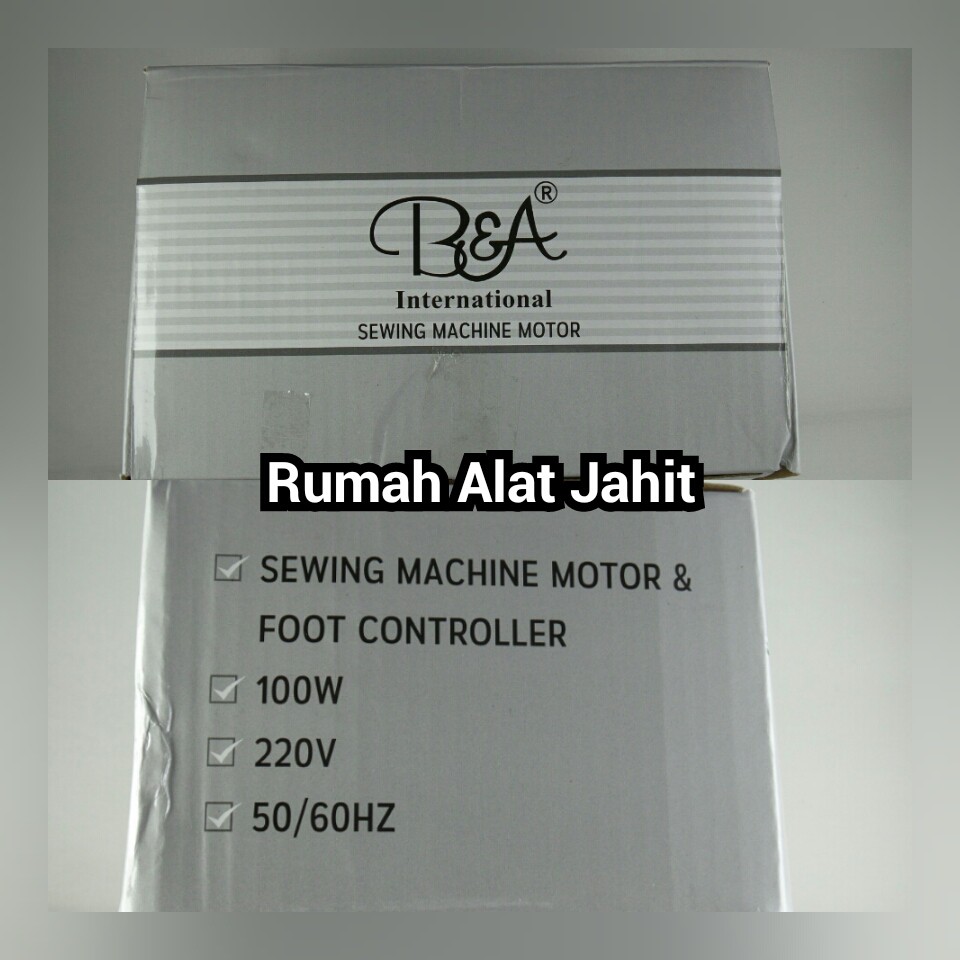 B&A®
International
SEWING MACHINE MOTOR
Rumah Alat Jahit
SEWING MACHINE MOTOR &
FOOT CONTROLLER
100W
220V
50/60HZ